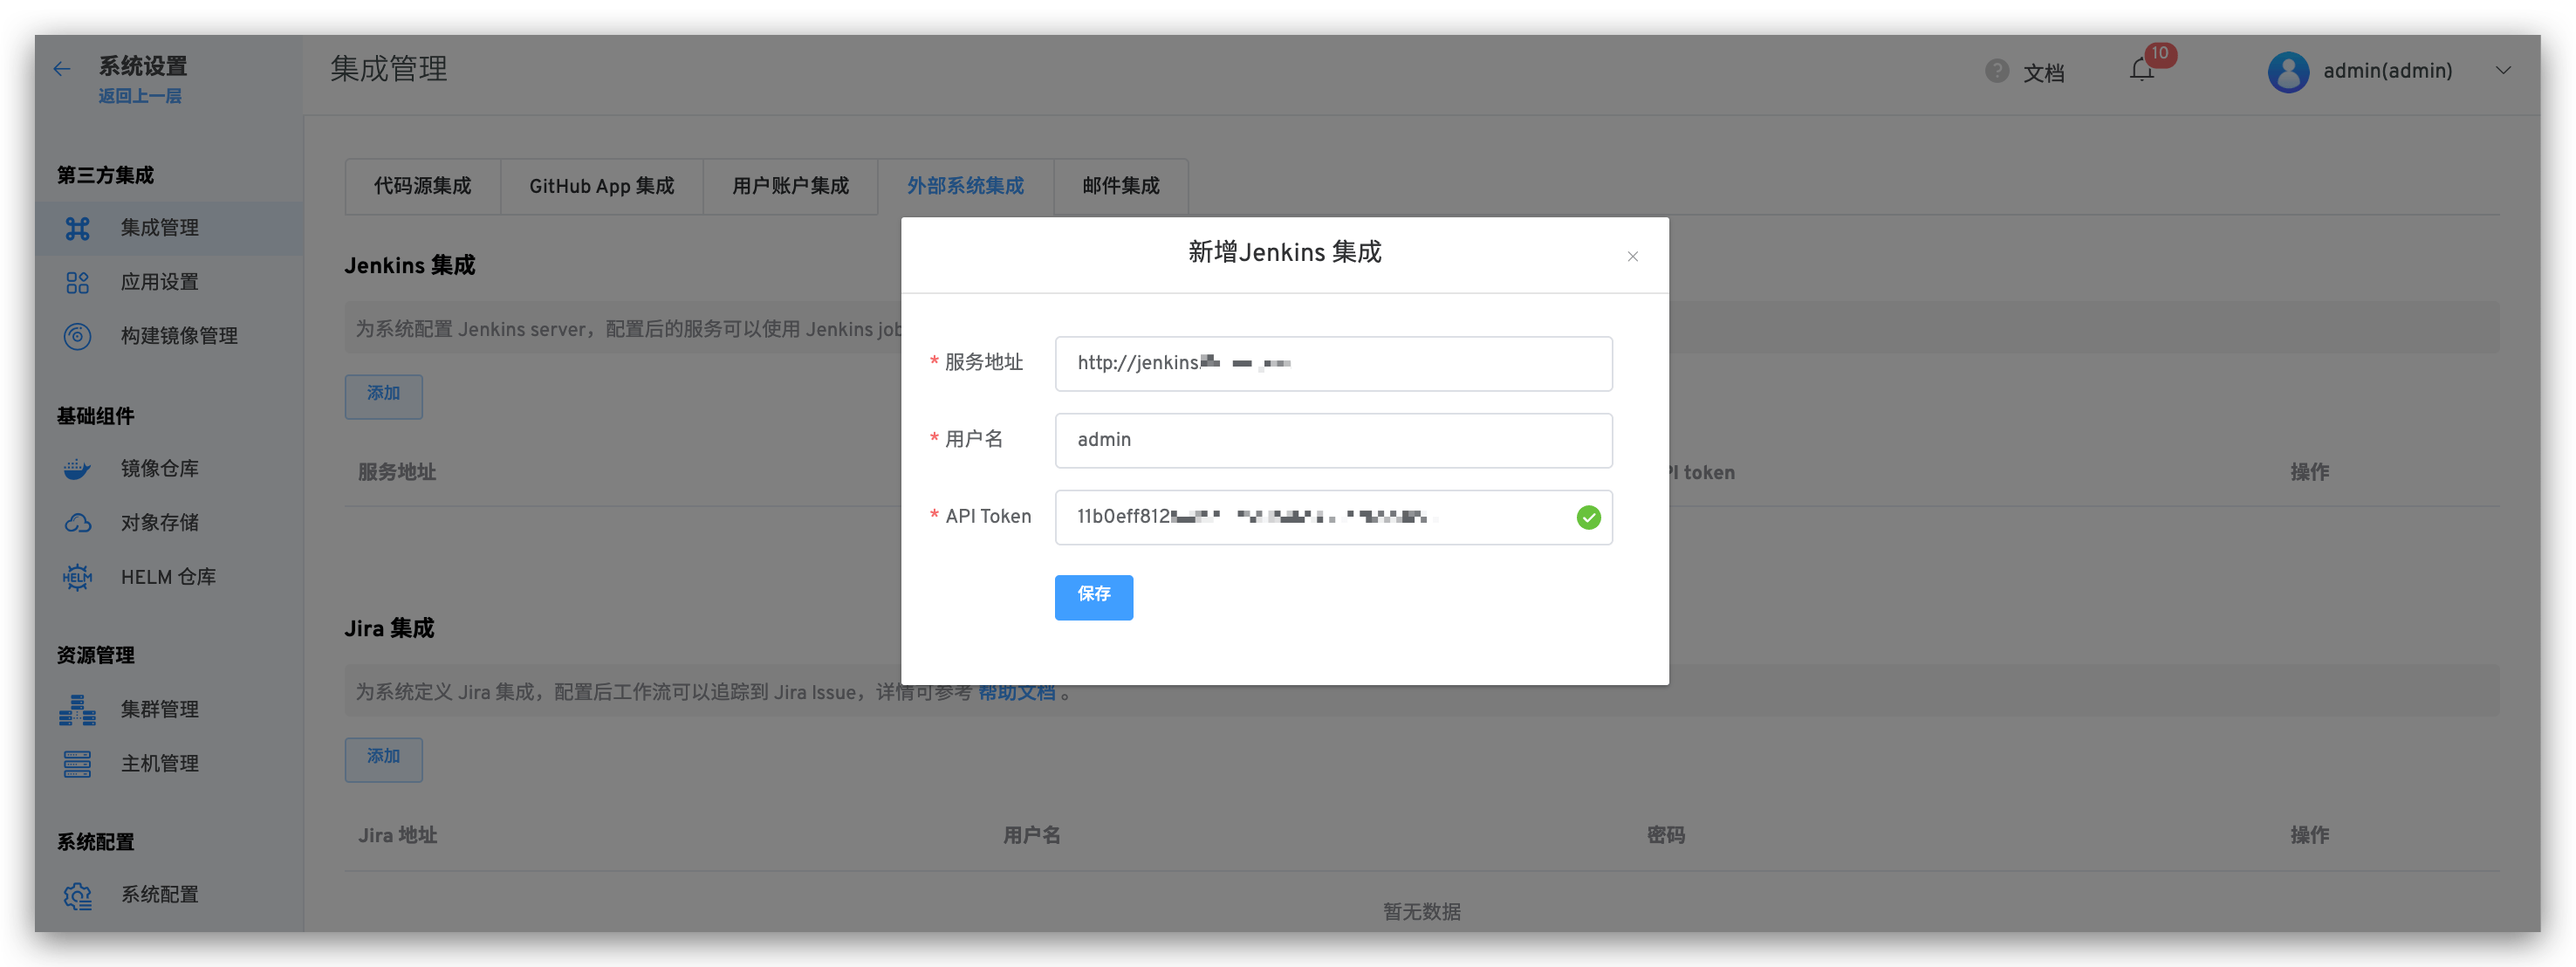 系统设置
返回上一层
第三方集成
集成管理
应用设置
构建镜像管理
基础组件
镜像仓库
对象存储
HELM
HELM 仓库
资源管理
集群管理
主机管理
系统配置
系统配置
集成管理
文档
10
admin(admin)
代码源集成
GitHub App 集成
用户账户集成
外部系统集成
邮件集成
Jenkins 集成
为系统配置 Jenkins server，配置后的服务可以使用 Jenkins job
添加
服务地址
API token
操作
新增Jenkins 集成
* 服务地址
http://jenkins
* 用户名
admin
* API Token
11b0eff812
保存
Jira 集成
为系统定义 Jira 集成，配置后工作流可以追踪到 Jira Issue，详情可参考 帮助文档 。
添加
Jira 地址
用户名
密码
操作
暂无数据